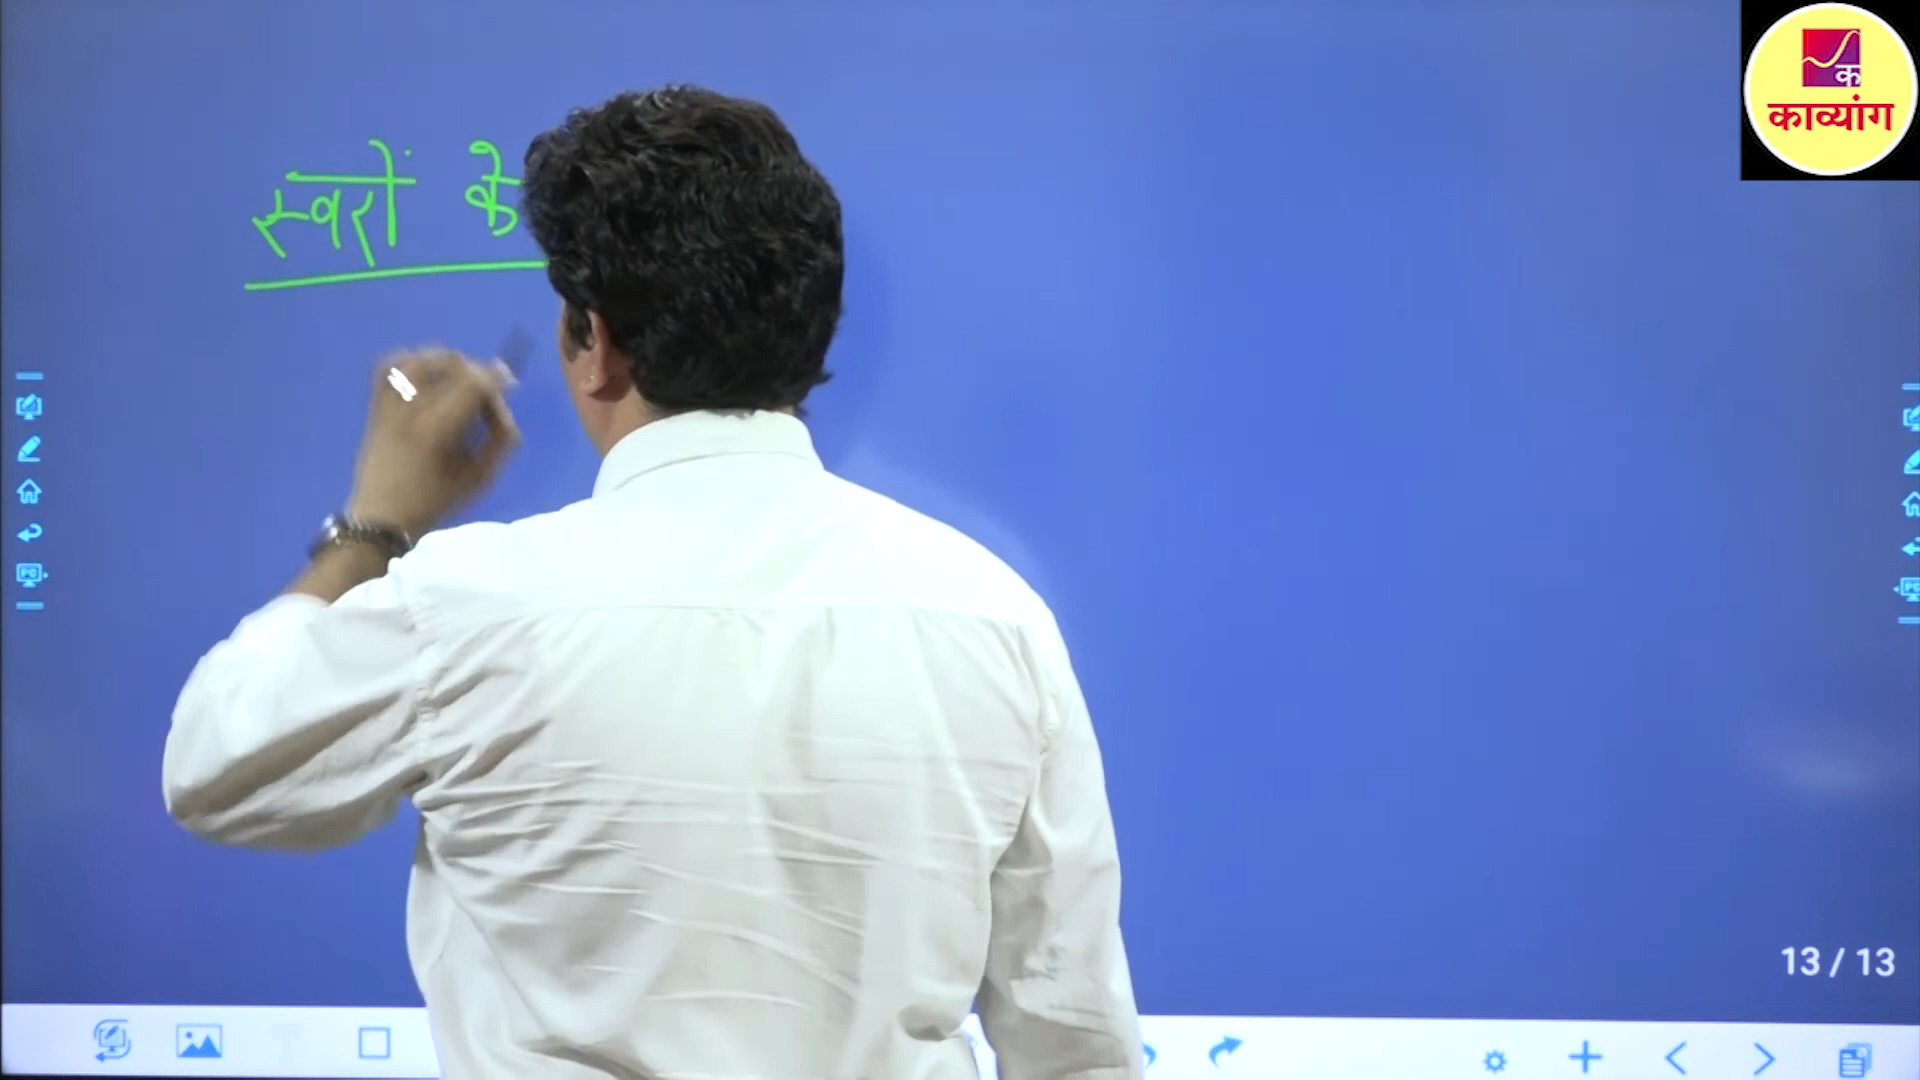 क
काव्यांग
स्वरों के
13 / 13